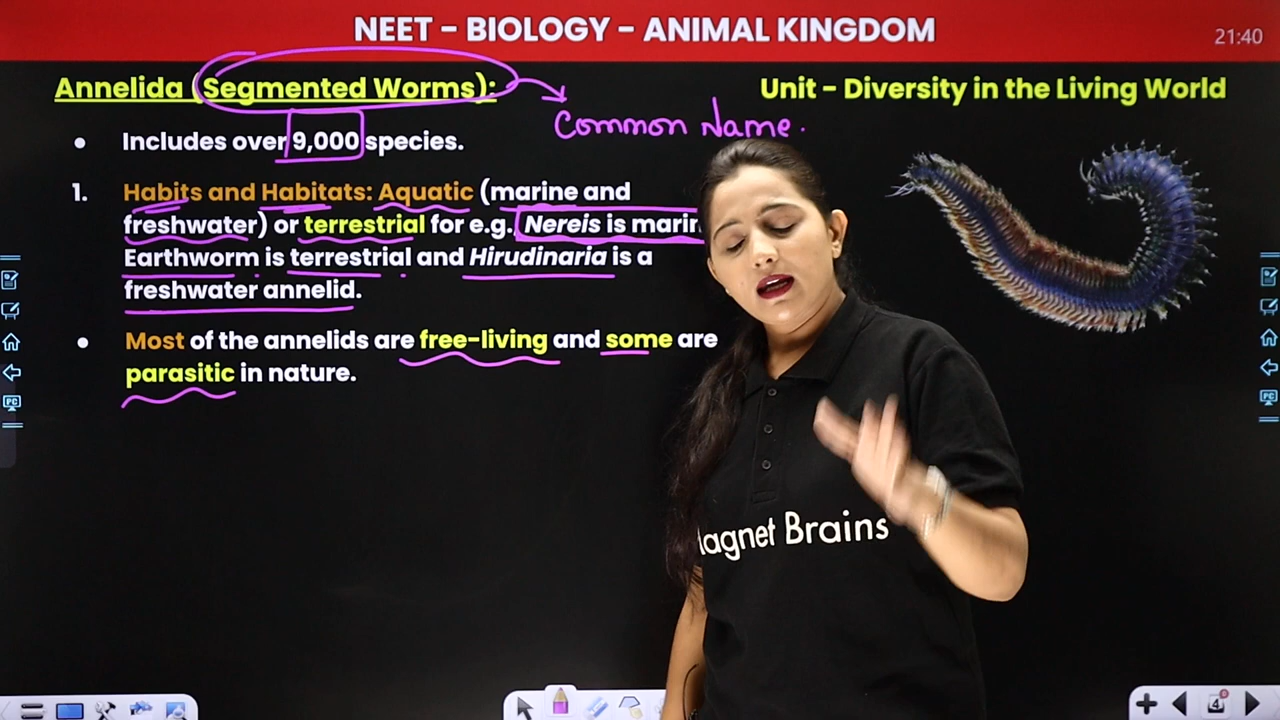 NEET – BIOLOGY – ANIMAL KINGDOM
21:40
Annelida (Segmented Worms):
Unit – Diversity in the Living World
Common Name.
• Includes over 9,000 species.
1. Habits and Habitats: Aquatic (marine and
freshwater) or terrestrial for e.g. Nereis is
Earthworm is terrestrial and Hirudinaria is a
freshwater annelid.
• Most of the annelids are free-living and some are
parasitic in nature.
Brains
PC
PC
4